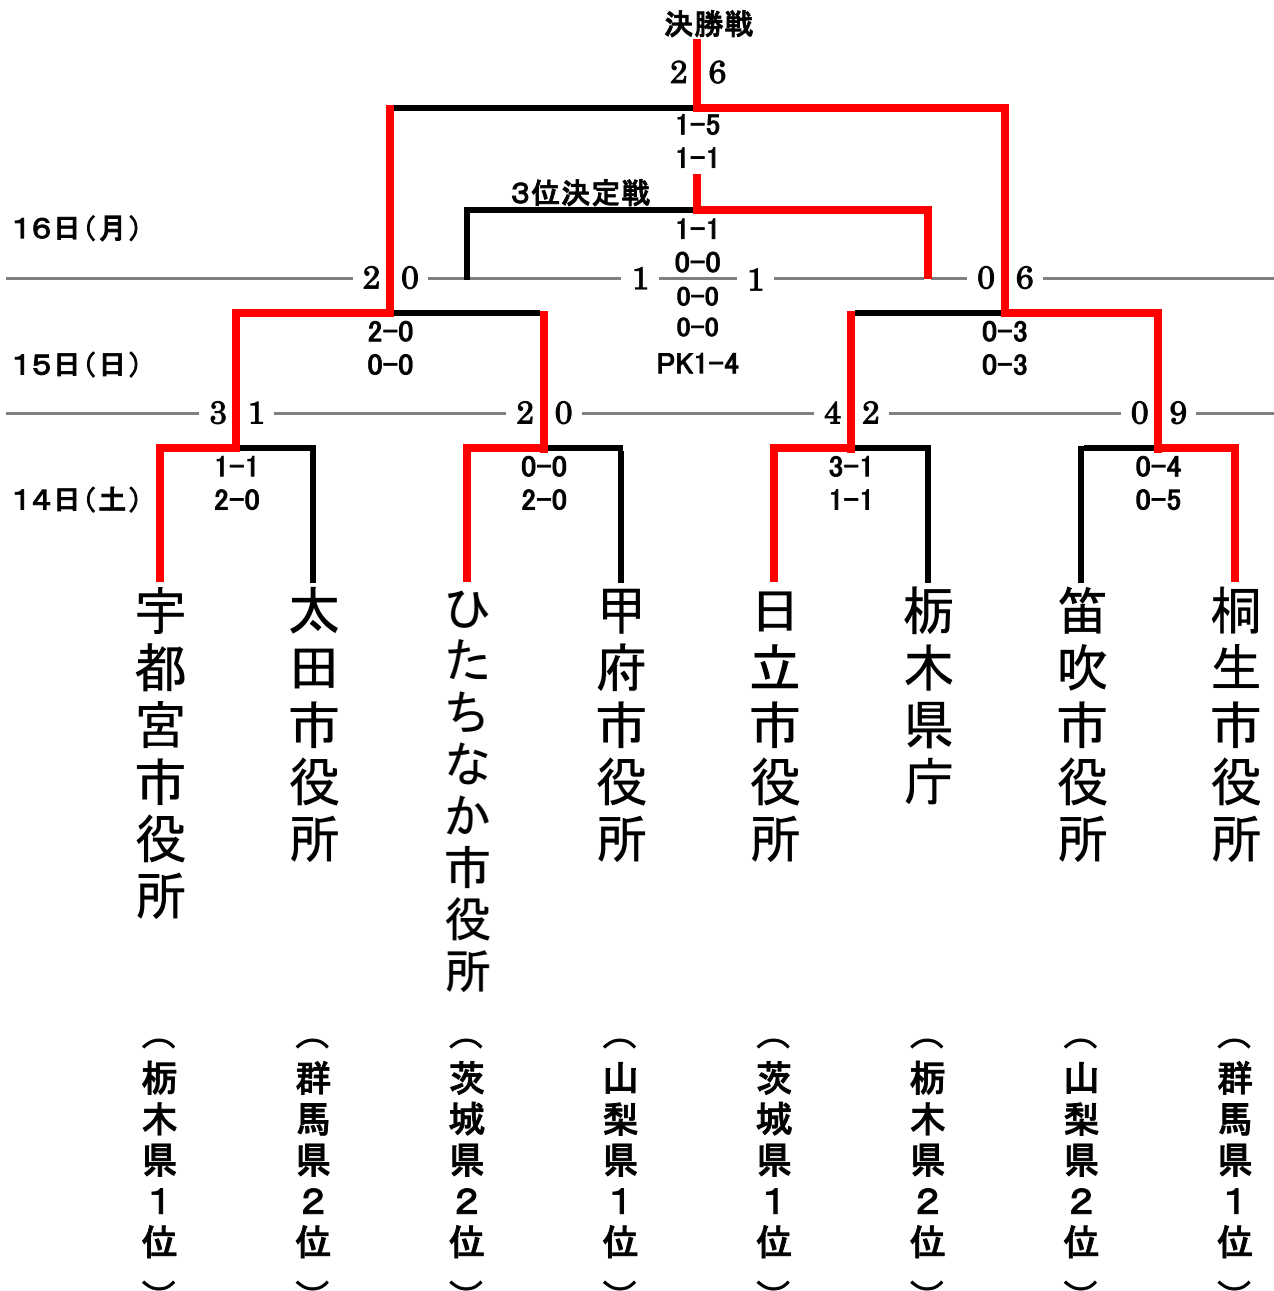 決勝戦
2 6
1-5
1-1
3位決定戦
16日(月)
1-1
0-0
2 0
1
1
0 6
0-0
0-0
PK1-4
2-0
0-0
0-3
0-3
15日(日)
3 1
2 0
4 2
0 9
1-1
2-0
0-0
2-0
3-1
1-1
0-4
0-5
14日(土)
宇都宮市役所
太田市役所
ひたちなか市役所
甲府市役所
日立市役所
栃木県庁
笛吹市役所
桐生市役所
(栃木県1位)
(群馬県2位)
(茨城県2位)
(山梨県1位)
(茨城県1位)
(栃木県2位)
(山梨県2位)
(群馬県1位)